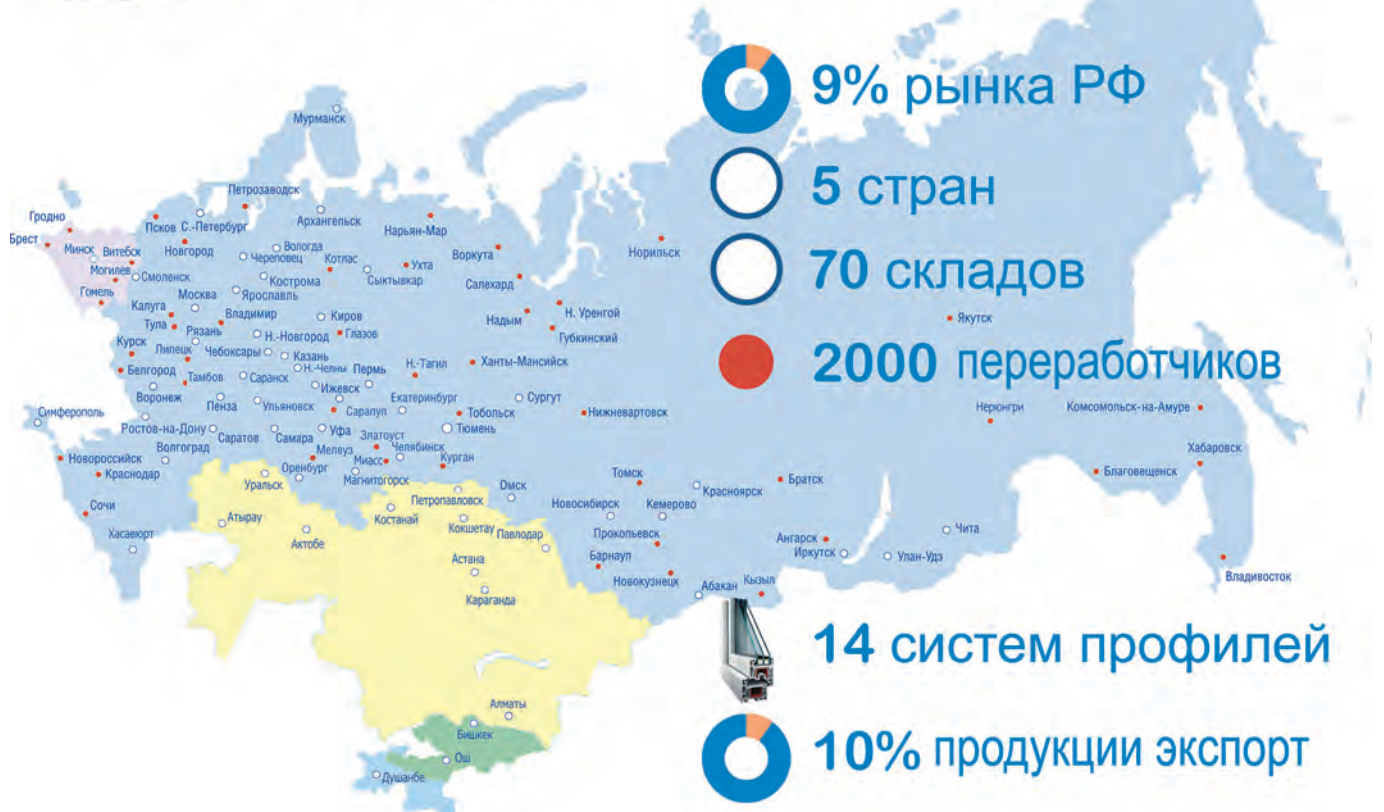 9% рынка РФ
5 стран
70 складов
2000 переработчиков
14 систем профилей
10% продукции экспорт
Мурманск
Петрозаводск
Гродно
Псков
С.-Петербург
Архангельск
Нарьян-Мар
Брест
Минск
Витебск
Новгород
Вологда
Череповец
Котлас
Ухта
Воркута
Норильск
Могилев
Смоленск
Кострома
Сыктывкар
Салехард
Гомель
Москва
Ярославль
Калуга
Владимир
Киров
Надым
Н. Уренгой
Якутск
Тула
Рязань
Н.-Новгород
Глазов
Губкинский
Курск
Липецк
Чебоксары
Казань
Белгород
Тамбов
Саранск
Н.-Челны
Пермь
Н.-Тагил
Ханты-Мансийск
Ижевск
Воронеж
Пенза
Ульяновск
Сарапул
Екатеринбург
Сургут
Симферополь
Тобольск
Нижневартовск
Нерюнгри
Комсомольск-на-Амуре
Ростов-на-Дону
Саратов
Самара
Уфа
Златоуст
Тюмень
Волгоград
Мелеуз
Челябинск
Хабаровск
Новороссийск
Оренбург
Миасс
Курган
Краснодар
Уральск
Магнитогорск
Томск
Братск
Благовещенск
Петропавловск
Омск
Красноярск
Сочи
Костанай
Новосибирск
Кемерово
Атырау
Кокшетау
Павлодар
Хасавюрт
Актобе
Прокопьевск
Ангарск
Чита
Астана
Барнаул
Иркутск
Улан-Удэ
Новокузнецк
Абакан
Кызыл
Владивосток
Караганда
Алматы
Бишкек
Ош
Душанбе